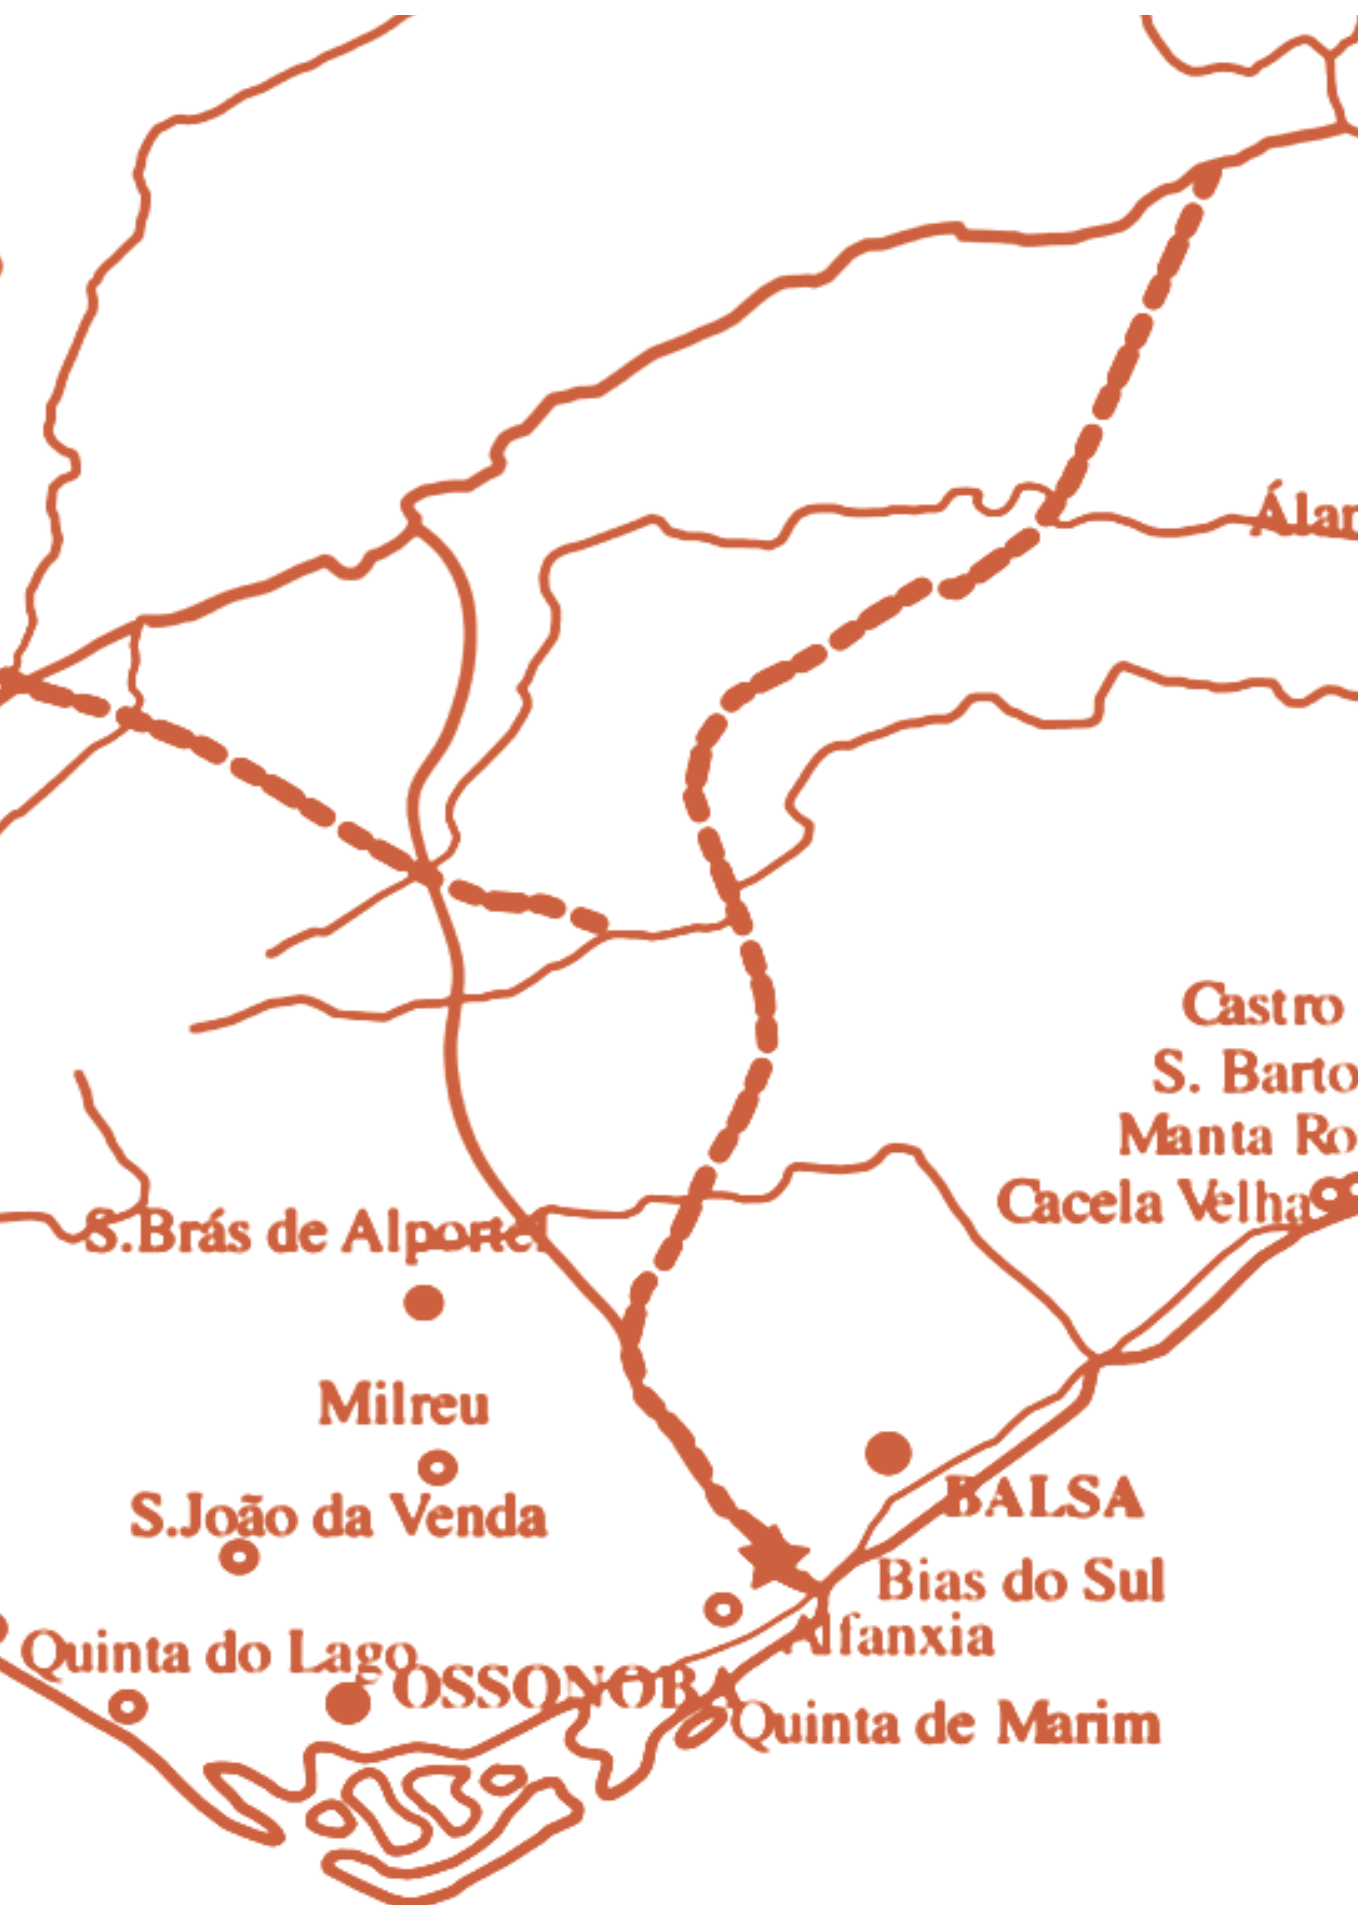 Álar
Castro
S. Barto
Manta Ro
Cacela Velha
S.Brás de Alportel
Milreu
S.João da Venda
BALSA
Bias do Sul
Alfanxia
Quinta do Lago
OSSONOBA
Quinta de Marim